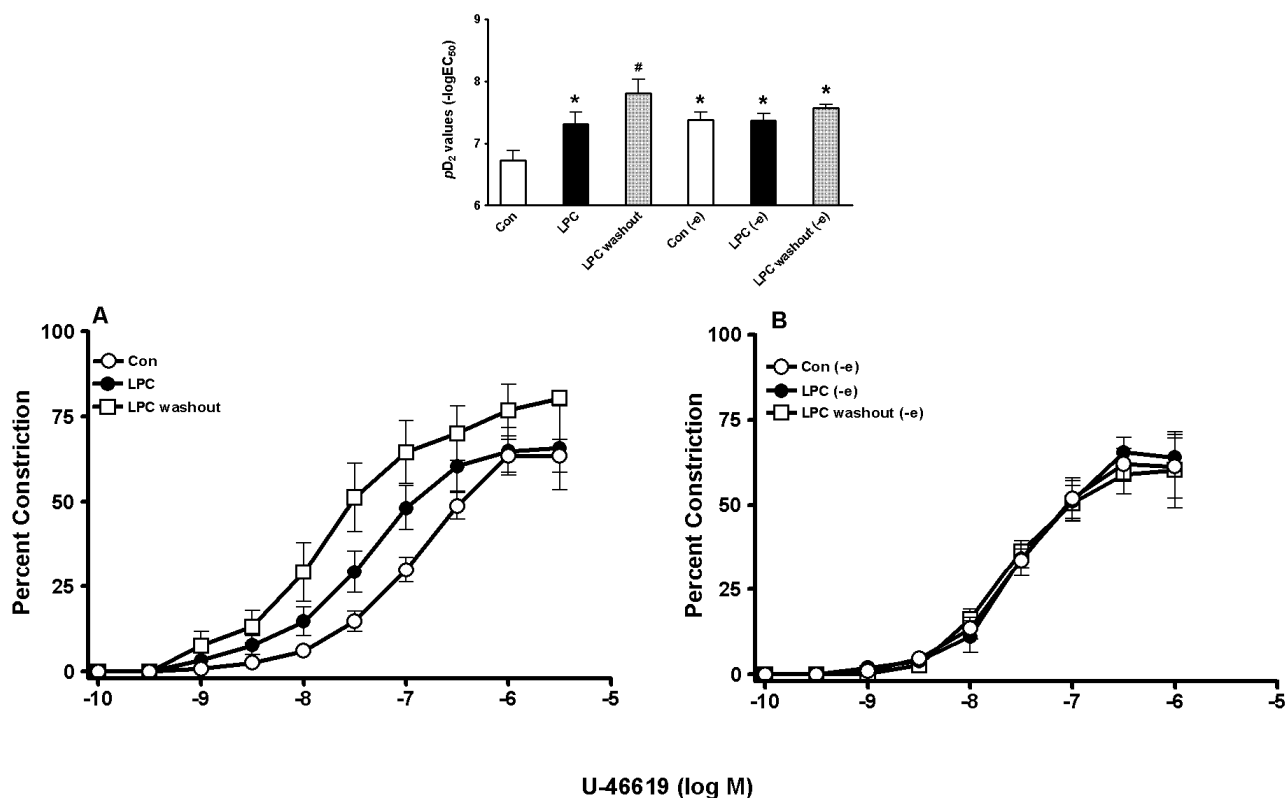 9
8
7
6
pD₂ values (-logEC₅₀)
*
#
*
*
*
Con
LPC
LPC washout
Con (-e)
LPC (-e)
LPC washout (-e)
A
100
75
50
25
0
Percent Constriction
Con
LPC
LPC washout
-10
-9
-8
-7
-6
-5
B
100
75
50
25
0
Percent Constriction
Con (-e)
LPC (-e)
LPC washout (-e)
-10
-9
-8
-7
-6
-5
U-46619 (log M)